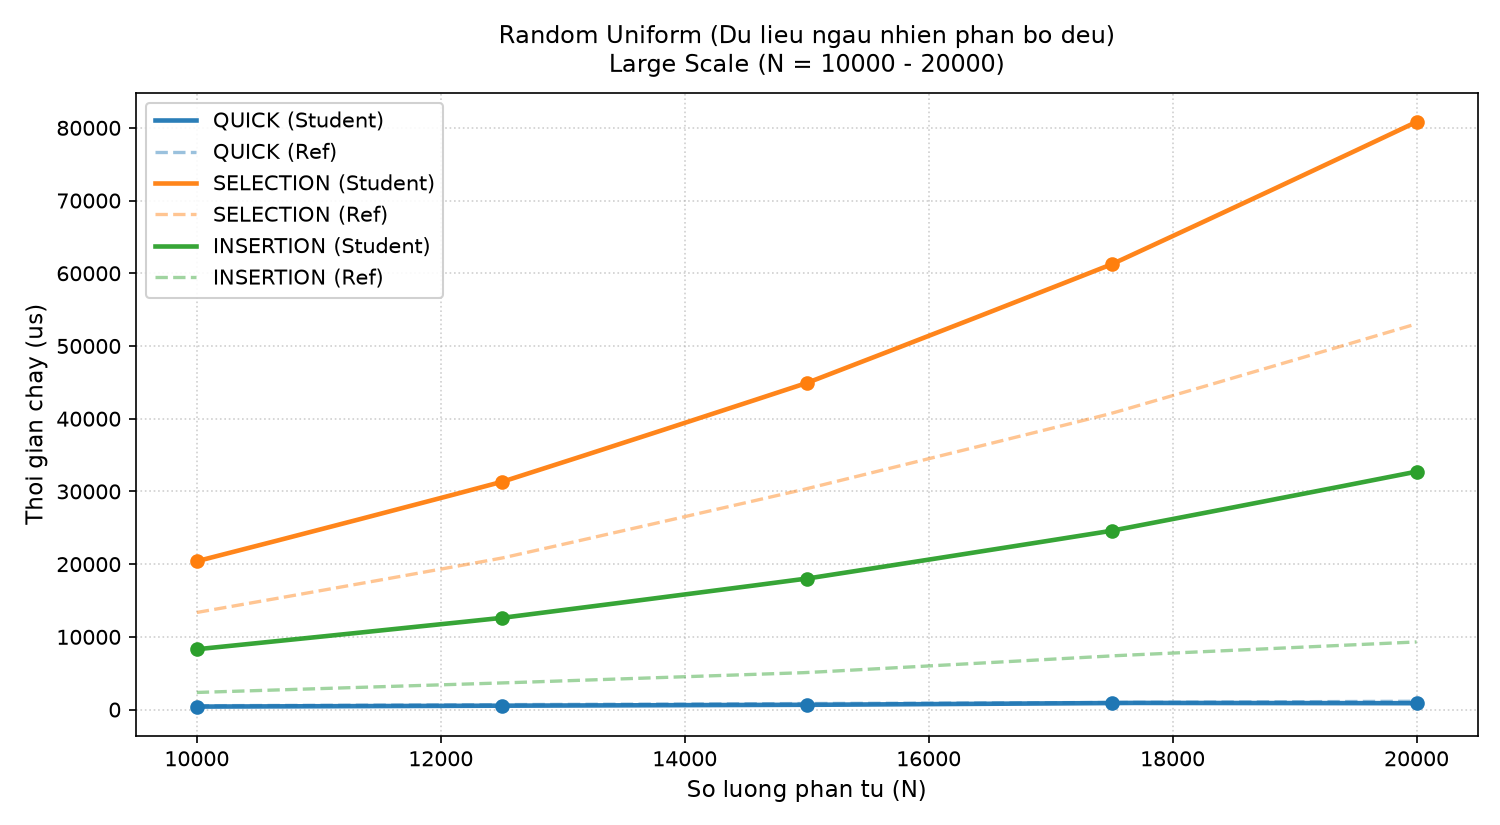 Random Uniform (Du lieu ngau nhien phan bo deu)
Large Scale (N = 10000 - 20000)
QUICK (Student)
QUICK (Ref)
SELECTION (Student)
SELECTION (Ref)
INSERTION (Student)
INSERTION (Ref)
Thoi gian chay (us)
80000
70000
60000
50000
40000
30000
20000
10000
0
10000 12000 14000 16000 18000 20000
So luong phan tu (N)